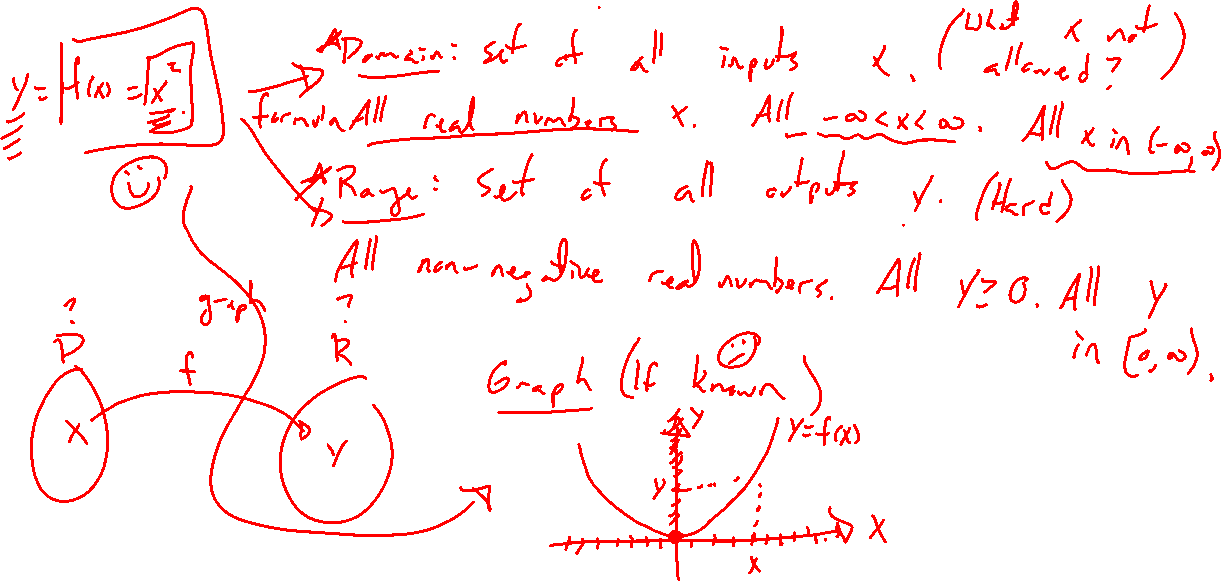 y = f(x) = x²
*Domain: set of all inputs x. (What x not allowed?)
formula
All real numbers x. All -∞<x<∞. All x in (-∞,∞)
*Range: set of all outputs y. (Hard)
All non-negative real numbers. All y≥0. All y in [0,∞).
graph
? ?
D R
f
x y
Graph (If known)
y
y=f(x)
y
x
x